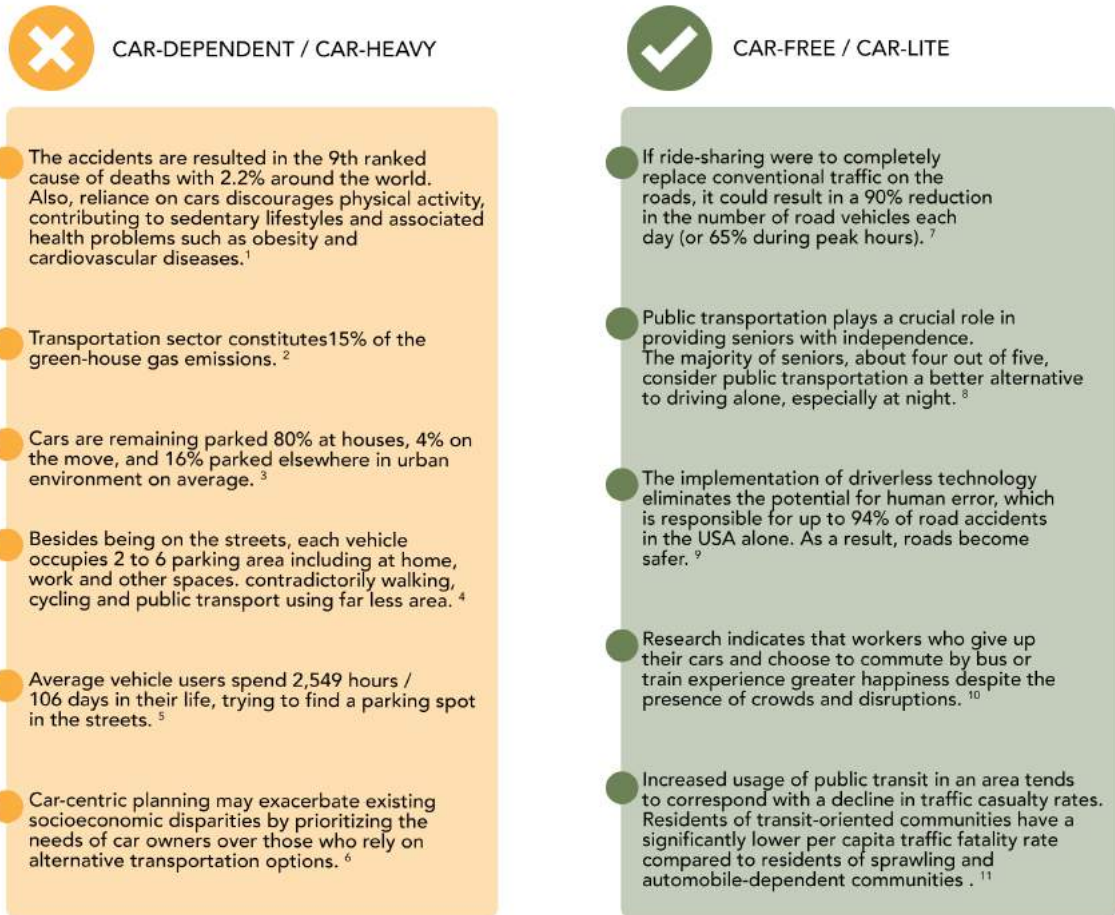 CAR-DEPENDENT / CAR-HEAVY
The accidents are resulted in the 9th ranked
cause of deaths with 2.2% around the world.
Also, reliance on cars discourages physical activity,
contributing to sedentary lifestyles and associated
health problems such as obesity and
cardiovascular diseases.¹
Transportation sector constitutes15% of the
green-house gas emissions. ²
Cars are remaining parked 80% at houses, 4% on
the move, and 16% parked elsewhere in urban
environment on average. ³
Besides being on the streets, each vehicle
occupies 2 to 6 parking area including at home,
work and other spaces. contradictorily walking,
cycling and public transport using far less area. ⁴
Average vehicle users spend 2,549 hours /
106 days in their life, trying to find a parking spot
in the streets. ⁵
Car-centric planning may exacerbate existing
socioeconomic disparities by prioritizing the
needs of car owners over those who rely on
alternative transportation options. ⁶
CAR-FREE / CAR-LITE
If ride-sharing were to completely
replace conventional traffic on the
roads, it could result in a 90% reduction
in the number of road vehicles each
day (or 65% during peak hours). ⁷
Public transportation plays a crucial role in
providing seniors with independence.
The majority of seniors, about four out of five,
consider public transportation a better alternative
to driving alone, especially at night. ⁸
The implementation of driverless technology
eliminates the potential for human error, which
is responsible for up to 94% of road accidents
in the USA alone. As a result, roads become
safer. ⁹
Research indicates that workers who give up
their cars and choose to commute by bus or
train experience greater happiness despite the
presence of crowds and disruptions. ¹⁰
Increased usage of public transit in an area tends
to correspond with a decline in traffic casualty rates.
Residents of transit-oriented communities have a
significantly lower per capita traffic fatality rate
compared to residents of sprawling and
automobile-dependent communities . ¹¹